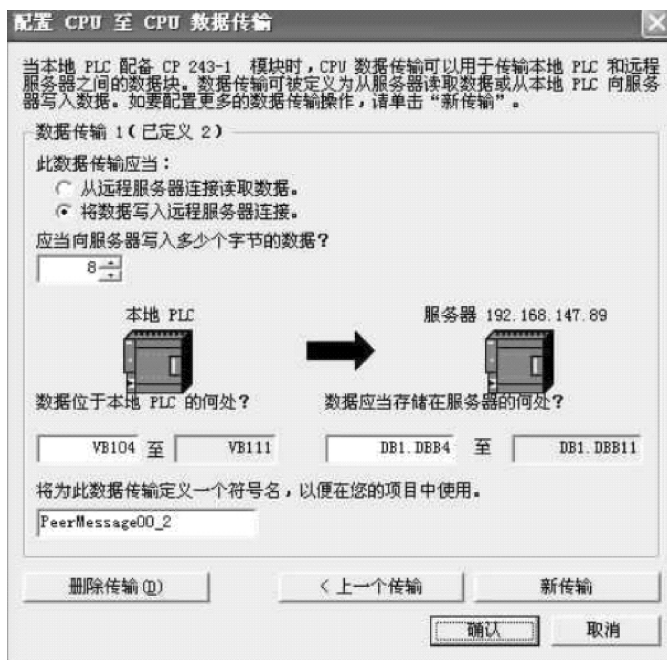 配置 CPU 至 CPU 数据传输
当本地 PLC 配备 CP 243-1 模块时,CPU 数据传输可以用于传输本地 PLC 和远程
服务器之间的数据块。数据传输可被定义为从服务器读取数据或从本地 PLC 向服务
器写入数据。如要配置更多的数据传输操作,请单击“新传输”。
数据传输 1(已定义 2)
此数据传输应当:
从远程服务器连接读取数据。
将数据写入远程服务器连接。
应当向服务器写入多少个字节的数据?
8
本地 PLC 服务器 192.168.147.89
数据位于本地 PLC 的何处? 数据应当存储在服务器的何处?
VB104 至 VB111 DB1.DBB4 至 DB1.DBB11
将为此数据传输定义一个符号名,以便在您的项目中使用。
PeerMessage00_2
删除传输(D) <上一个传输 新传输
确认 取消